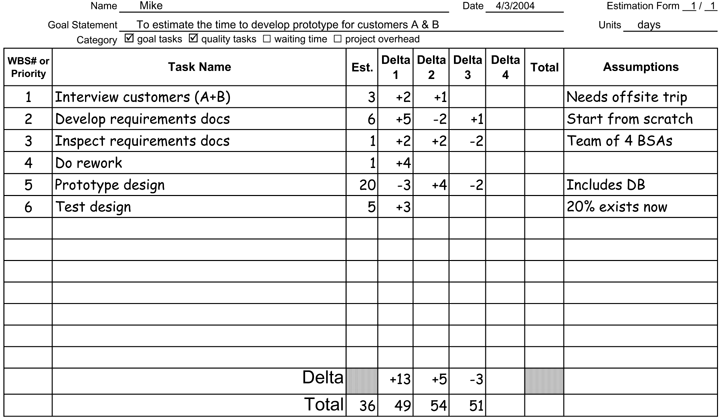 Name Mike Date 4/3/2004 Estimation Form 1 / 1
Goal Statement To estimate the time to develop prototype for customers A & B Units days
Category ☑ goal tasks ☑ quality tasks ☐ waiting time ☐ project overhead
WBS# or Priority Task Name Est. Delta 1 Delta 2 Delta 3 Delta 4 Total Assumptions
1 Interview customers (A+B) 3 +2 +1 Needs offsite trip
2 Develop requirements docs 6 +5 -2 +1 Start from scratch
3 Inspect requirements docs 1 +2 +2 -2 Team of 4 BSAs
4 Do rework 1 +4
5 Prototype design 20 -3 +4 -2 Includes DB
6 Test design 5 +3 20% exists now
Delta +13 +5 -3
Total 36 49 54 51